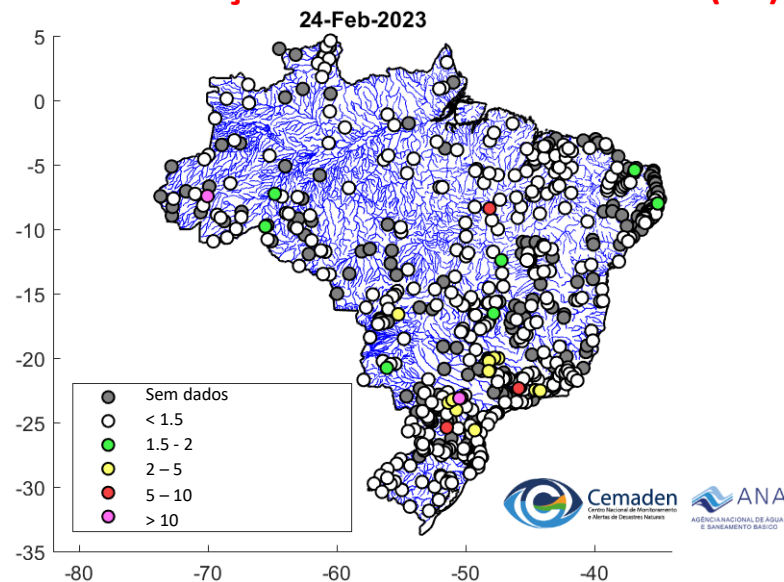 24-Feb-2023
5
0
-5
-10
-15
-20
-25
-30
-35
-80
-70
-60
-50
-40
Sem dados
< 1.5
1.5 - 2
2 – 5
5 – 10
> 10
Cemaden
Centro Nacional de Monitoramento
e Alertas de Desastres Naturais
ANA
AGÊNCIA NACIONAL DE ÁGUA
E SANEAMENTO BÁSICO